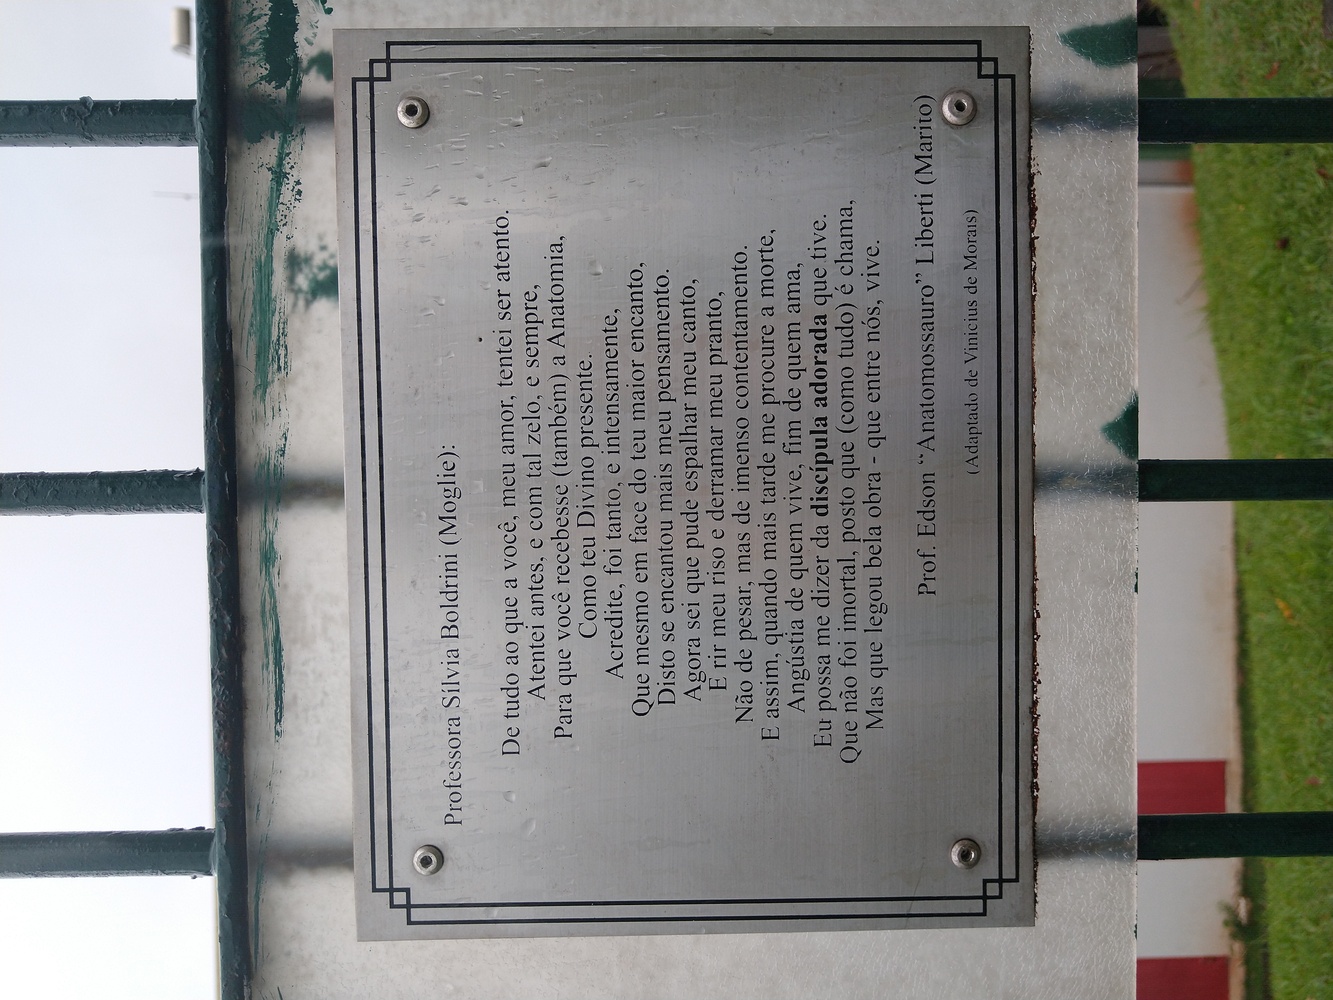 Professora Sílvia Boldrini (Moglie):
De tudo ao que a você, meu amor, tentei ser atento.
Atentei antes, e com tal zelo, e sempre,
Para que você recebesse (também) a Anatomia,
Como teu Divino presente.
Acredite, foi tanto, e intensamente,
Que mesmo em face do teu maior encanto,
Disto se encantou mais meu pensamento.
Agora sei que pude espalhar meu canto,
E rir meu riso e derramar meu pranto,
Não de pesar, mas de imenso contentamento.
E assim, quando mais tarde me procure a morte,
Angústia de quem vive, fim de quem ama,
Eu possa me dizer da discípula adorada que tive.
Que não foi imortal, posto que (como tudo) é chama,
Mas que legou bela obra - que entre nós, vive.
Prof. Edson “Anatomossauro” Liberti (Marito)
(Adaptado de Vinicius de Morais)